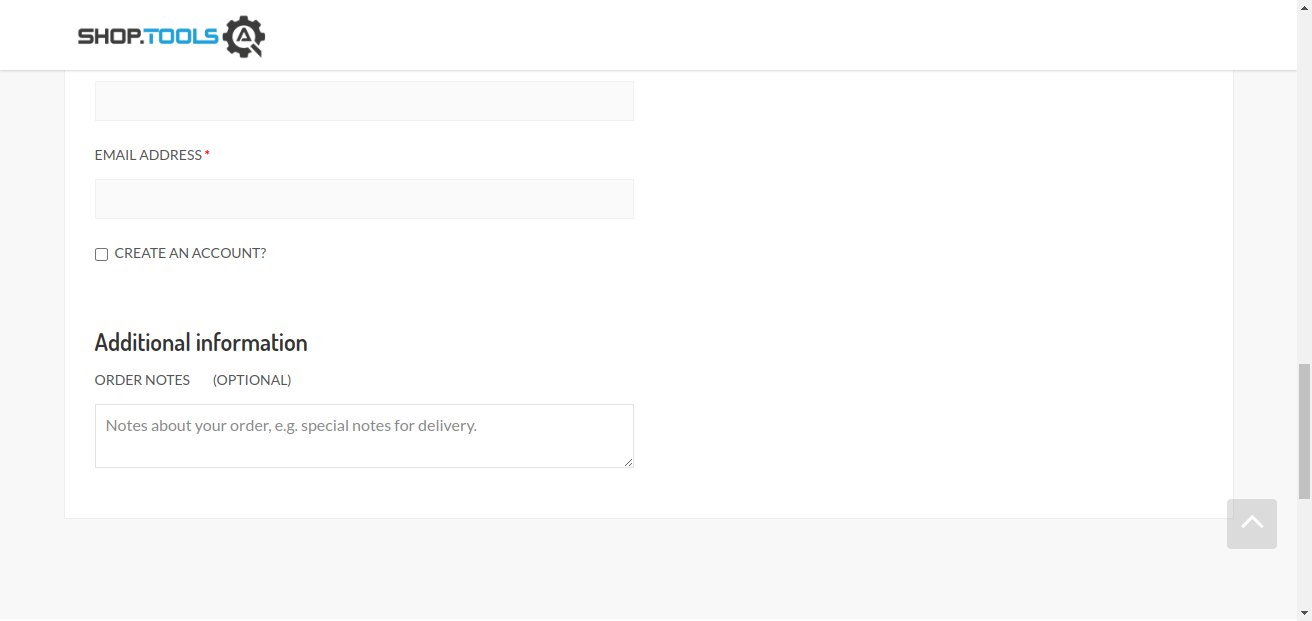 SHOP.TOOLS
EMAIL ADDRESS *
CREATE AN ACCOUNT?
Additional information
ORDER NOTES (OPTIONAL)
Notes about your order, e.g. special notes for delivery.